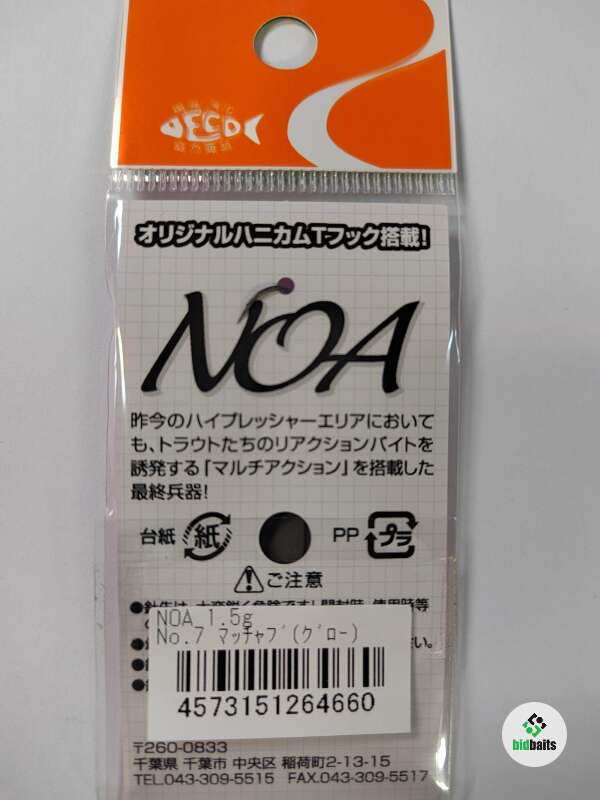 DECO
オリジナルハニカムTフック搭載!
NOA
昨今のハイプレッシャーエリアにおいて
も、トラウトたちのリアクションバイトを
誘発する「マルチアクション」を搭載した
最終兵器!
台紙 紙 PP プラ
ご注意
NOA 1.5g
No.7 マッチャブ(グロー)
4573151264660
〒260-0833
千葉県 千葉市 中央区 稲荷町2-13-15
TEL.043-309-5515 FAX.043-309-5517
bidbaits